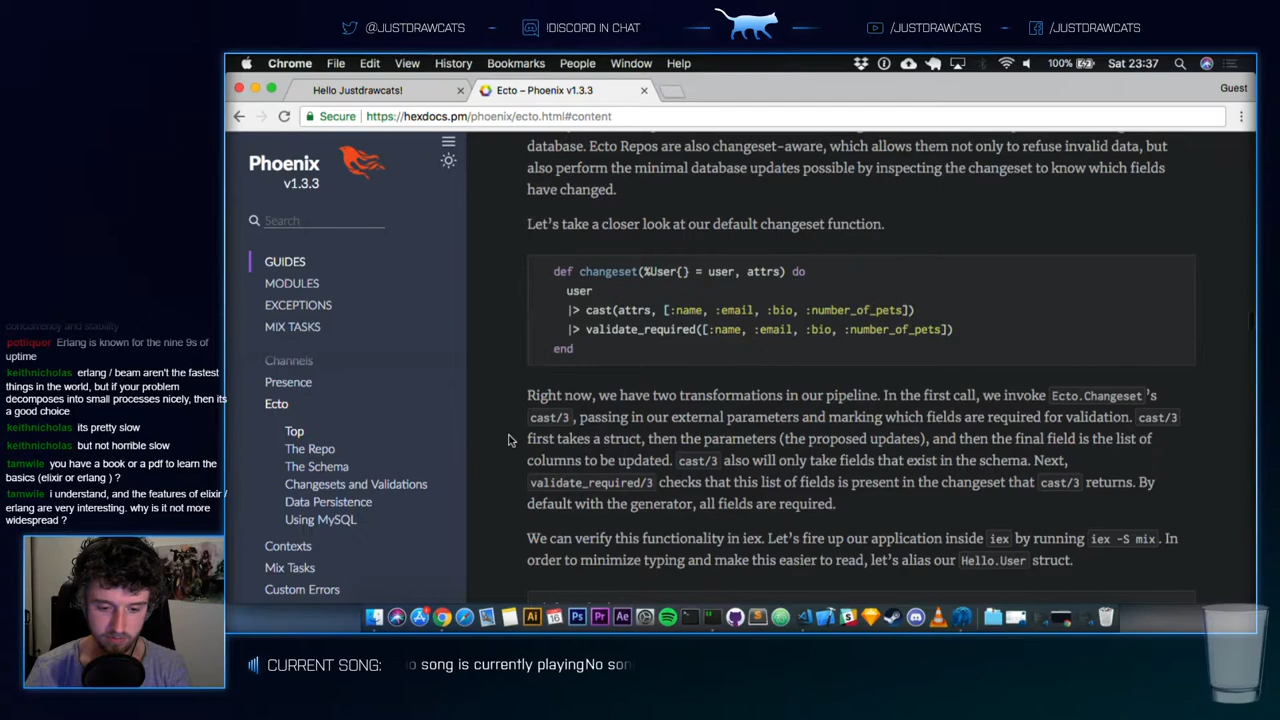 @JUSTDRAWCATS
!DISCORD IN CHAT
/JUSTDRAWCATS
/JUSTDRAWCATS
Chrome File Edit View History Bookmarks People Window Help
100% Sat 23:37
Hello Justdrawcats!
Ecto – Phoenix v1.3.3
Guest
Secure https://hexdocs.pm/phoenix/ecto.html#content
Phoenix
v1.3.3
Search
GUIDES
MODULES
EXCEPTIONS
MIX TASKS
Channels
Presence
Ecto
Top
The Repo
The Schema
Changesets and Validations
Data Persistence
Using MySQL
Contexts
Mix Tasks
Custom Errors
database. Ecto Repos are also changeset-aware, which allows them not only to refuse invalid data, but
also perform the minimal database updates possible by inspecting the changeset to know which fields
have changed.
Let's take a closer look at our default changeset function.
def changeset(%User{} = user, attrs) do
user
|> cast(attrs, [:name, :email, :bio, :number_of_pets])
|> validate_required([:name, :email, :bio, :number_of_pets])
end
Right now, we have two transformations in our pipeline. In the first call, we invoke Ecto.Changeset's
cast/3, passing in our external parameters and marking which fields are required for validation. cast/3
first takes a struct, then the parameters (the proposed updates), and then the final field is the list of
columns to be updated. cast/3 also will only take fields that exist in the schema. Next,
validate_required/3 checks that this list of fields is present in the changeset that cast/3 returns. By
default with the generator, all fields are required.
We can verify this functionality in iex. Let's fire up our application inside iex by running iex -S mix. In
order to minimize typing and make this easier to read, let's alias our Hello.User struct.
concurrency and stability
potliquor Erlang is known for the nine 9s of
uptime
keithnicholas erlang / beam aren't the fastest
things in the world, but if your problem
decomposes into small processes nicely, then its
a good choice
keithnicholas its pretty slow
keithnicholas but not horrible slow
tamwile you have a book or a pdf to learn the
basics (elixir or erlang ) ?
tamwile i understand, and the features of elixir /
erlang are very interesting. why is it not more
widespread ?
Ai
16
Ps
Pr
Ae
CURRENT SONG:
o song is currently playingNo son